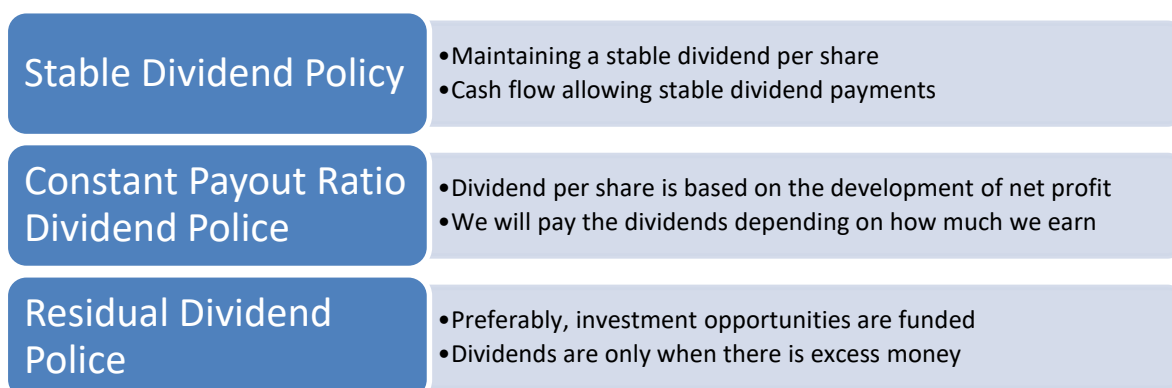 Stable Dividend Policy
•Maintaining a stable dividend per share
•Cash flow allowing stable dividend payments
Constant Payout Ratio
Dividend Police
•Dividend per share is based on the development of net profit
•We will pay the dividends depending on how much we earn
Residual Dividend
Police
•Preferably, investment opportunities are funded
•Dividends are only when there is excess money